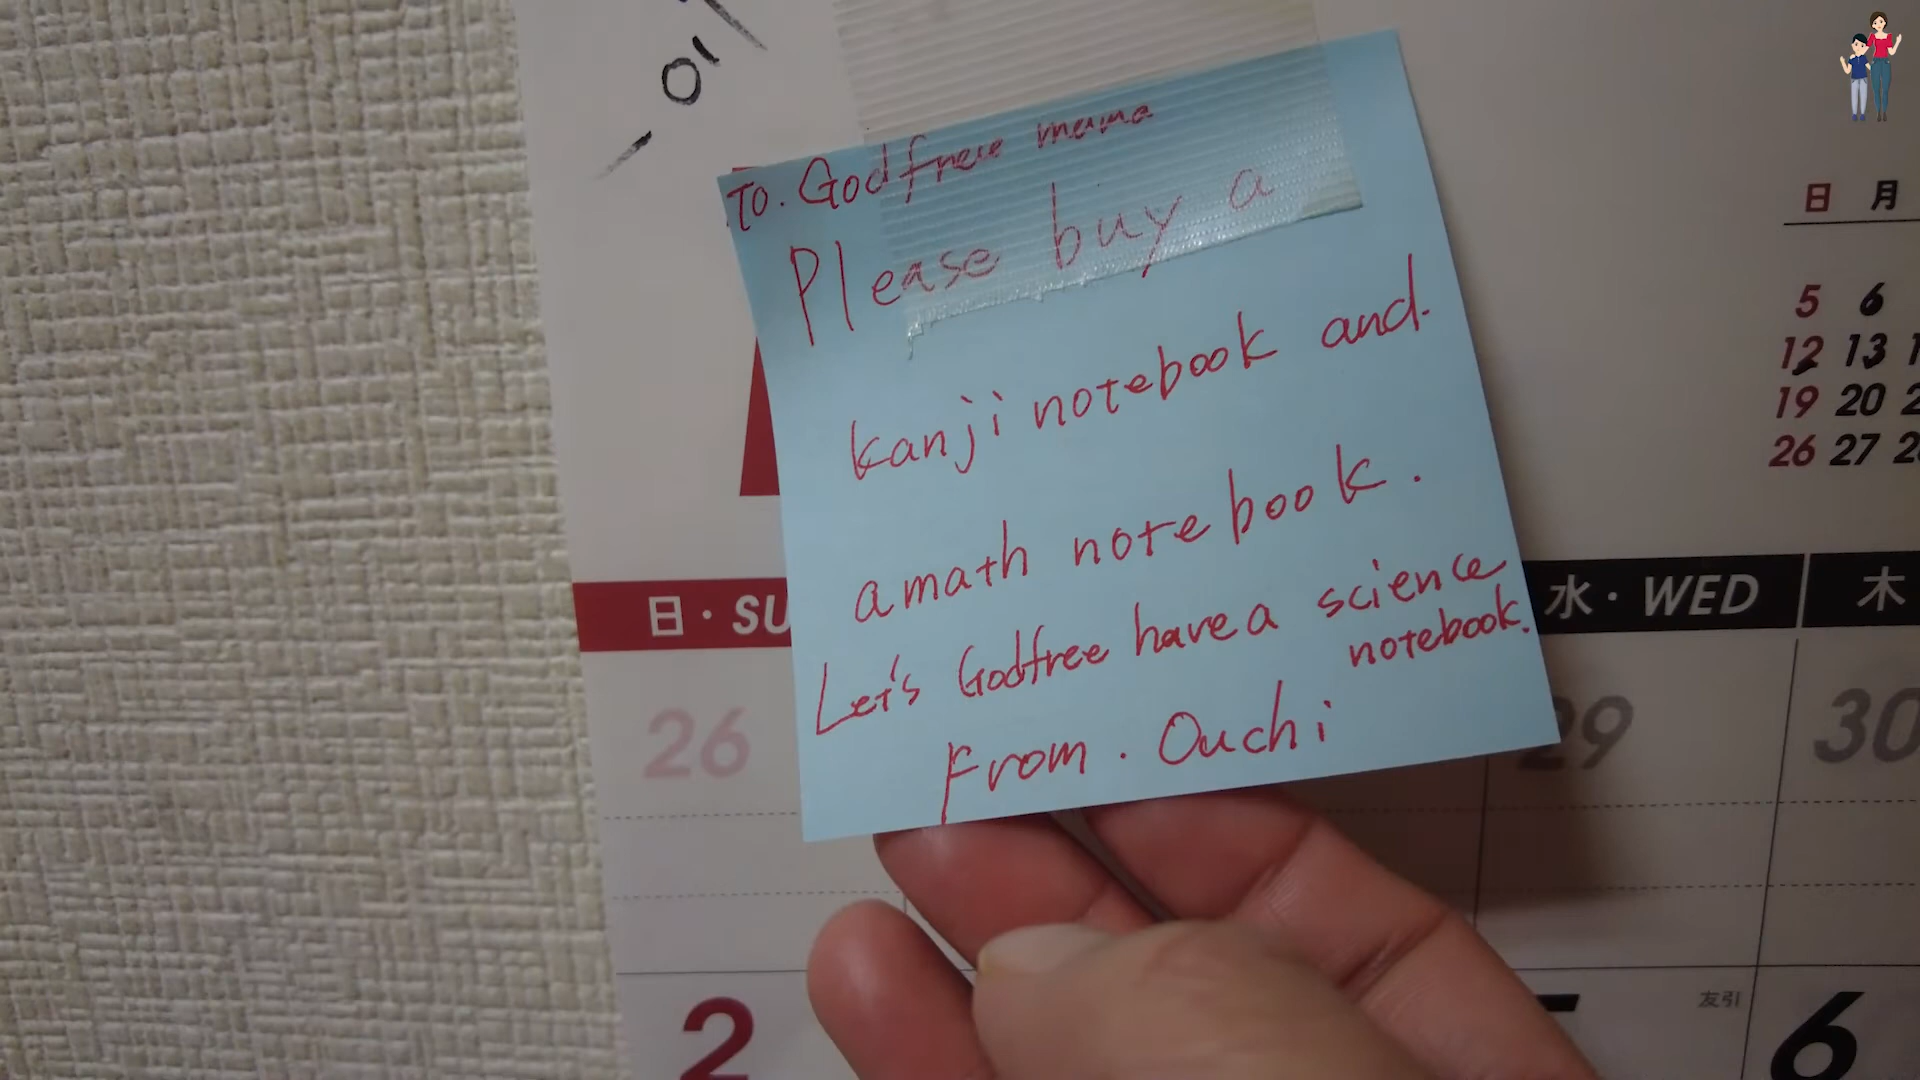 To. Godfree mama
Please buy a
kanji notebook and.
a math notebook.
Let's Godfree have a science
notebook.
From. Ouchi
日 月
5 6
12 13
19 20
26 27
日・SU
水・WED
木
26
29
30
2
友引
6